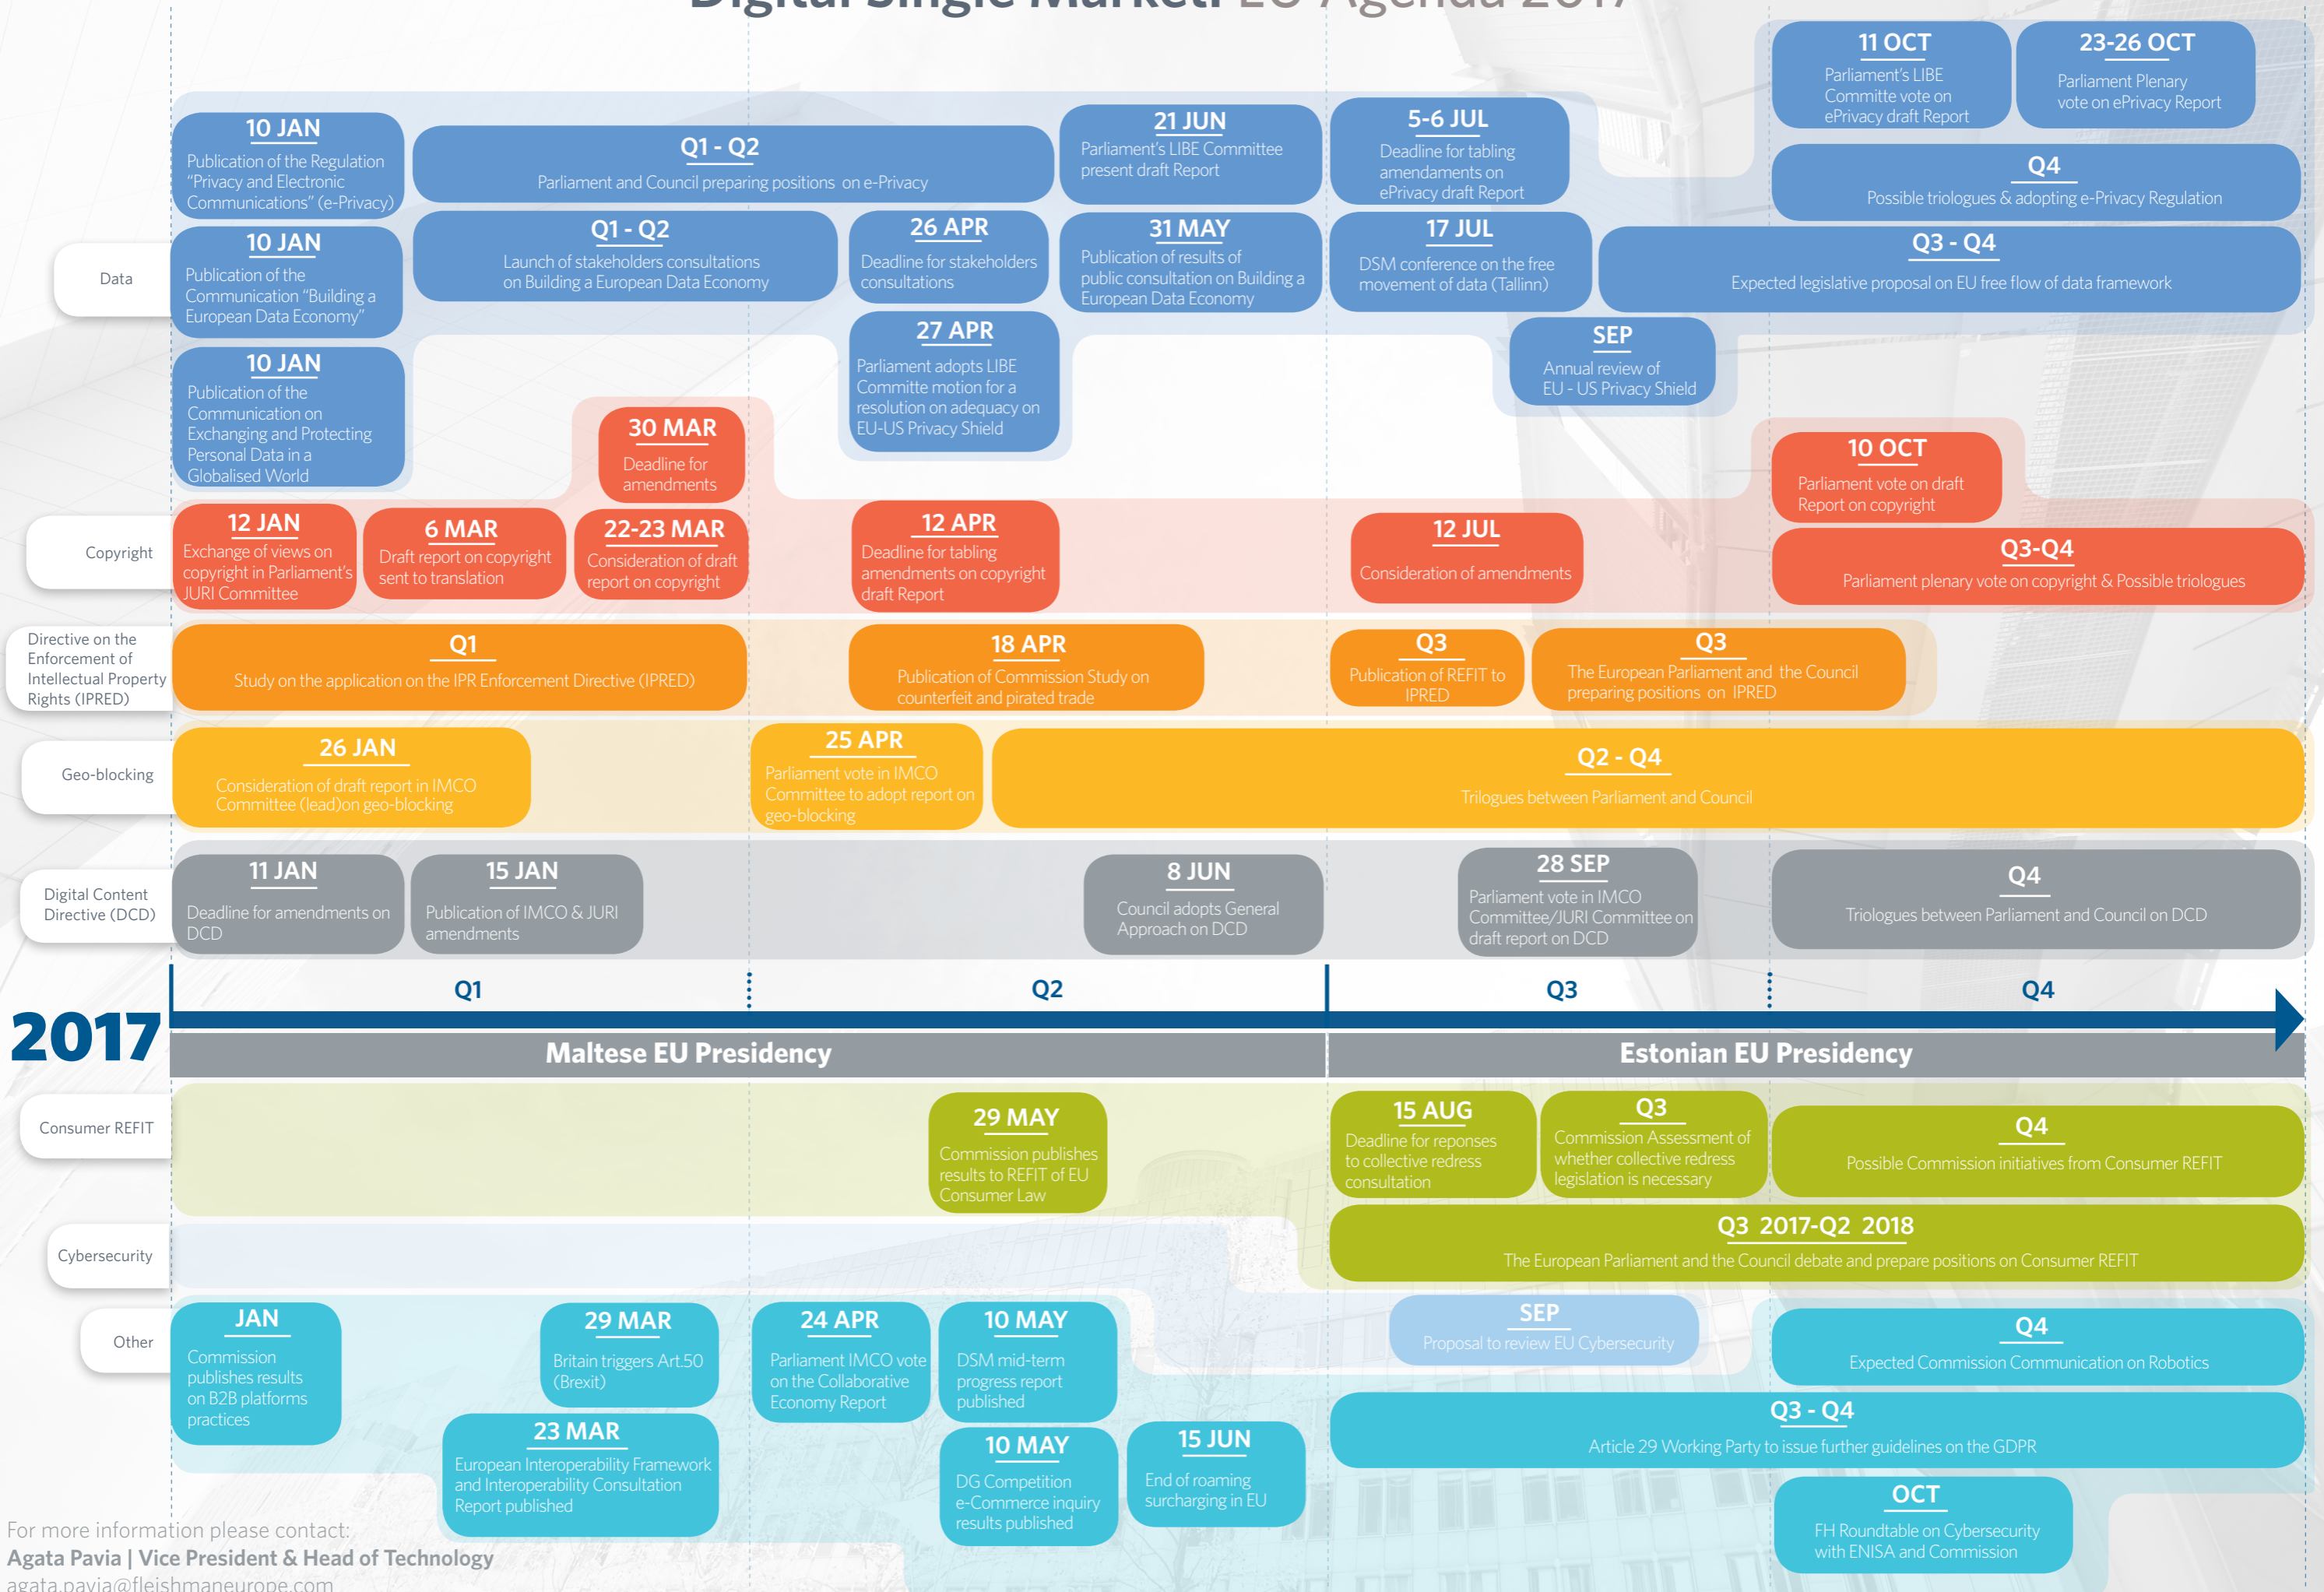 Digital Single Market: EU Agenda 2017
11 OCT
Parliament's LIBE
Committe vote on
ePrivacy draft Report
23-26 OCT
Parliament Plenary
vote on ePrivacy Report
10 JAN
Publication of the Regulation
"Privacy and Electronic
Communications" (e-Privacy)
Q1 - Q2
Parliament and Council preparing positions on e-Privacy
21 JUN
Parliament's LIBE Committee
present draft Report
5-6 JUL
Deadline for tabling
amendaments on
ePrivacy draft Report
Q4
Possible triologues & adopting e-Privacy Regulation
Data
10 JAN
Publication of the
Communication "Building a
European Data Economy"
Q1 - Q2
Launch of stakeholders consultations
on Building a European Data Economy
26 APR
Deadline for stakeholders
consultations
31 MAY
Publication of results of
public consultation on Building a
European Data Economy
17 JUL
DSM conference on the free
movement of data (Tallinn)
Q3 - Q4
Expected legislative proposal on EU free flow of data framework
10 JAN
Publication of the
Communication on
Exchanging and Protecting
Personal Data in a
Globalised World
27 APR
Parliament adopts LIBE
Committe motion for a
resolution on adequacy on
EU-US Privacy Shield
SEP
Annual review of
EU - US Privacy Shield
30 MAR
Deadline for
amendments
10 OCT
Parliament vote on draft
Report on copyright
Copyright
12 JAN
Exchange of views on
copyright in Parliament's
JURI Committee
6 MAR
Draft report on copyright
sent to translation
22-23 MAR
Consideration of draft
report on copyright
12 APR
Deadline for tabling
amendments on copyright
draft Report
12 JUL
Consideration of amendments
Q3-Q4
Parliament plenary vote on copyright & Possible triologues
Directive on the
Enforcement of
Intellectual Property
Rights (IPRED)
Q1
Study on the application on the IPR Enforcement Directive (IPRED)
18 APR
Publication of Commission Study on
counterfeit and pirated trade
Q3
Publication of REFIT to
IPRED
Q3
The European Parliament and the Council
preparing positions on IPRED
Geo-blocking
26 JAN
Consideration of draft report in IMCO
Committee (lead)on geo-blocking
25 APR
Parliament vote in IMCO
Committee to adopt report on
geo-blocking
Q2 - Q4
Trilogues between Parliament and Council
Digital Content
Directive (DCD)
11 JAN
Deadline for amendments on
DCD
15 JAN
Publication of IMCO & JURI
amendments
8 JUN
Council adopts General
Approach on DCD
28 SEP
Parliament vote in IMCO
Committee/JURI Committee on
draft report on DCD
Q4
Triologues between Parliament and Council on DCD
2017
Q1
Q2
Q3
Q4
Maltese EU Presidency
Estonian EU Presidency
Consumer REFIT
29 MAY
Commission publishes
results to REFIT of EU
Consumer Law
15 AUG
Deadline for reponses
to collective redress
consultation
Q3
Commission Assessment of
whether collective redress
legislation is necessary
Q4
Possible Commission initiatives from Consumer REFIT
Q3 2017-Q2 2018
The European Parliament and the Council debate and prepare positions on Consumer REFIT
Cybersecurity
SEP
Proposal to review EU Cybersecurity
Other
JAN
Commission
publishes results
on B2B platforms
practices
29 MAR
Britain triggers Art.50
(Brexit)
24 APR
Parliament IMCO vote
on the Collaborative
Economy Report
10 MAY
DSM mid-term
progress report
published
Q4
Expected Commission Communication on Robotics
23 MAR
European Interoperability Framework
and Interoperability Consultation
Report published
10 MAY
DG Competition
e-Commerce inquiry
results published
15 JUN
End of roaming
surcharging in EU
Q3 - Q4
Article 29 Working Party to issue further guidelines on the GDPR
OCT
FH Roundtable on Cybersecurity
with ENISA and Commission
For more information please contact:
Agata Pavia | Vice President & Head of Technology
agata.pavia@fleishmaneurope.com